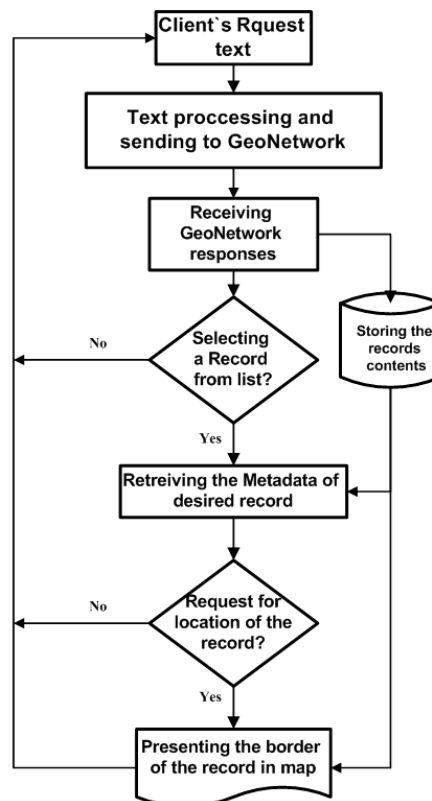 Client`s Rquest
text
Text proccessing and
sending to GeoNetwork
Receiving
GeoNetwork
responses
Storing the
records
contents
Selecting
a Record
from list?
No
Yes
Retreiving the Metadata of
desired record
Request for
location of the
record?
No
Yes
Presenting the border
of the record in map